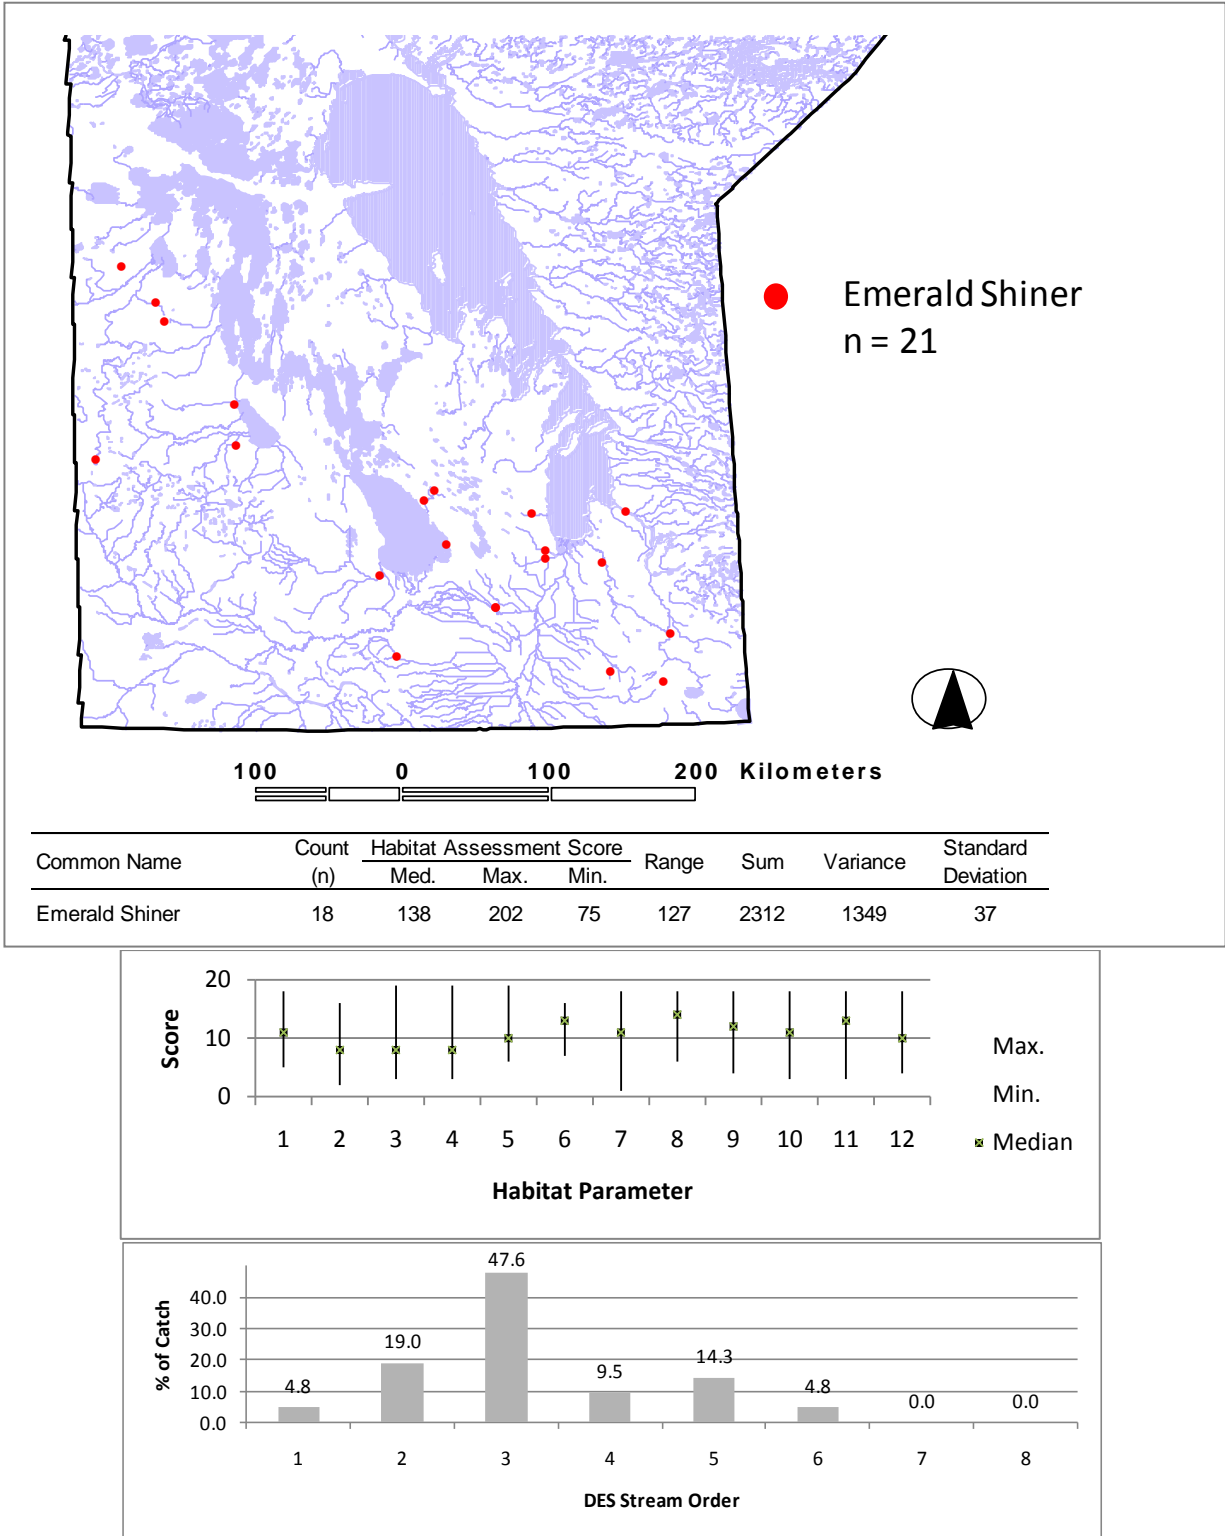 Emerald Shiner
n = 21
100 0 100 200 Kilometers
Common Name Count (n) Habitat Assessment Score Range Sum Variance Standard Deviation
Med. Max. Min.
Emerald Shiner 18 138 202 75 127 2312 1349 37
20
10
0
Score
1 2 3 4 5 6 7 8 9 10 11 12
Habitat Parameter
Max.
Min.
Median
47.6
40.0
30.0
20.0
10.0
0.0
% of Catch
4.8 19.0 9.5 14.3 4.8 0.0 0.0
1 2 3 4 5 6 7 8
DES Stream Order